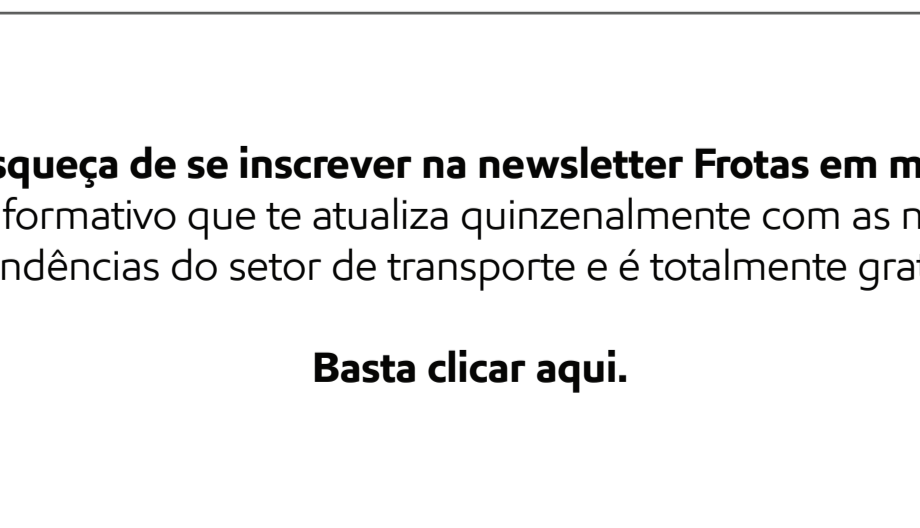 squeça de se inscrever na newsletter Frotas em m
formativo que te atualiza quinzenalmente com as n
ndências do setor de transporte e é totalmente grat
Basta clicar aqui.